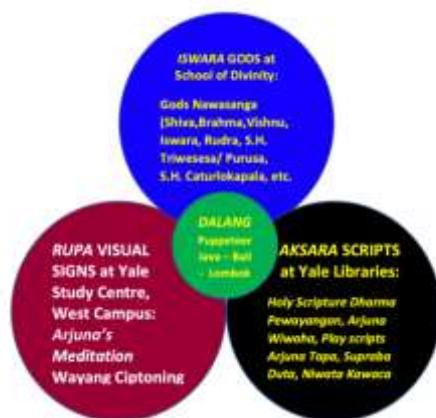 ISWARA GODS at
School of Divinity:
Gods Nawasanga
(Shiva,Brahma,Vishnu,
Iswara, Rudra, S.H.
Triwesesa/ Purusa,
S.H. Caturlokapala, etc.
DALANG
Puppeteer
Java – Bali
- Lombok
RUPA VISUAL
SIGNS at Yale
Study Centre,
West Campus:
Arjuna's
Meditation
Wayang Ciptoning
AKSARA SCRIPTS
at Yale Libraries:
Holy Scripture Dharma
Pewayangan, Arjuna
Wiwaha, Play scripts
Arjuna Tapa, Supraba
Duta, Niwata Kawaca